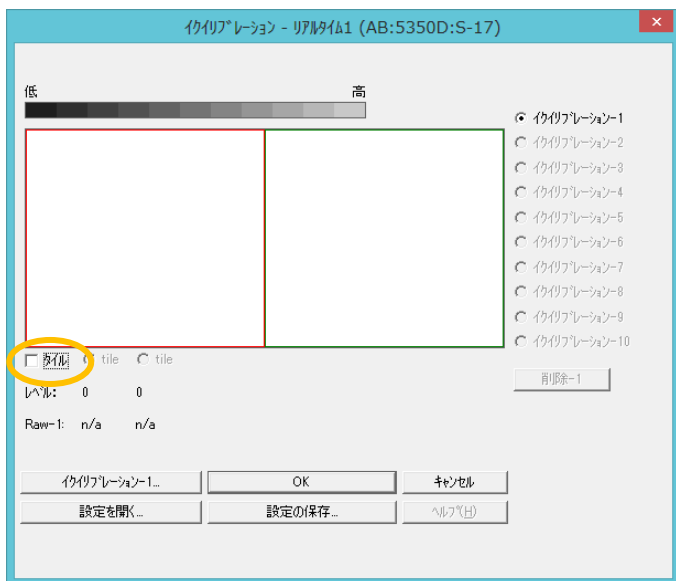 イクイリブレーション - リアルタイム1 (AB:5350D:S-17)
低 高
イクイリブレーション-1
イクイリブレーション-2
イクイリブレーション-3
イクイリブレーション-4
イクイリブレーション-5
イクイリブレーション-6
イクイリブレーション-7
イクイリブレーション-8
イクイリブレーション-9
イクイリブレーション-10
削除-1
タイル tile tile
レベル: 0 0
Raw-1: n/a n/a
イクイリブレーション-1... OK キャンセル
設定を開く... 設定の保存... ヘルプ(H)